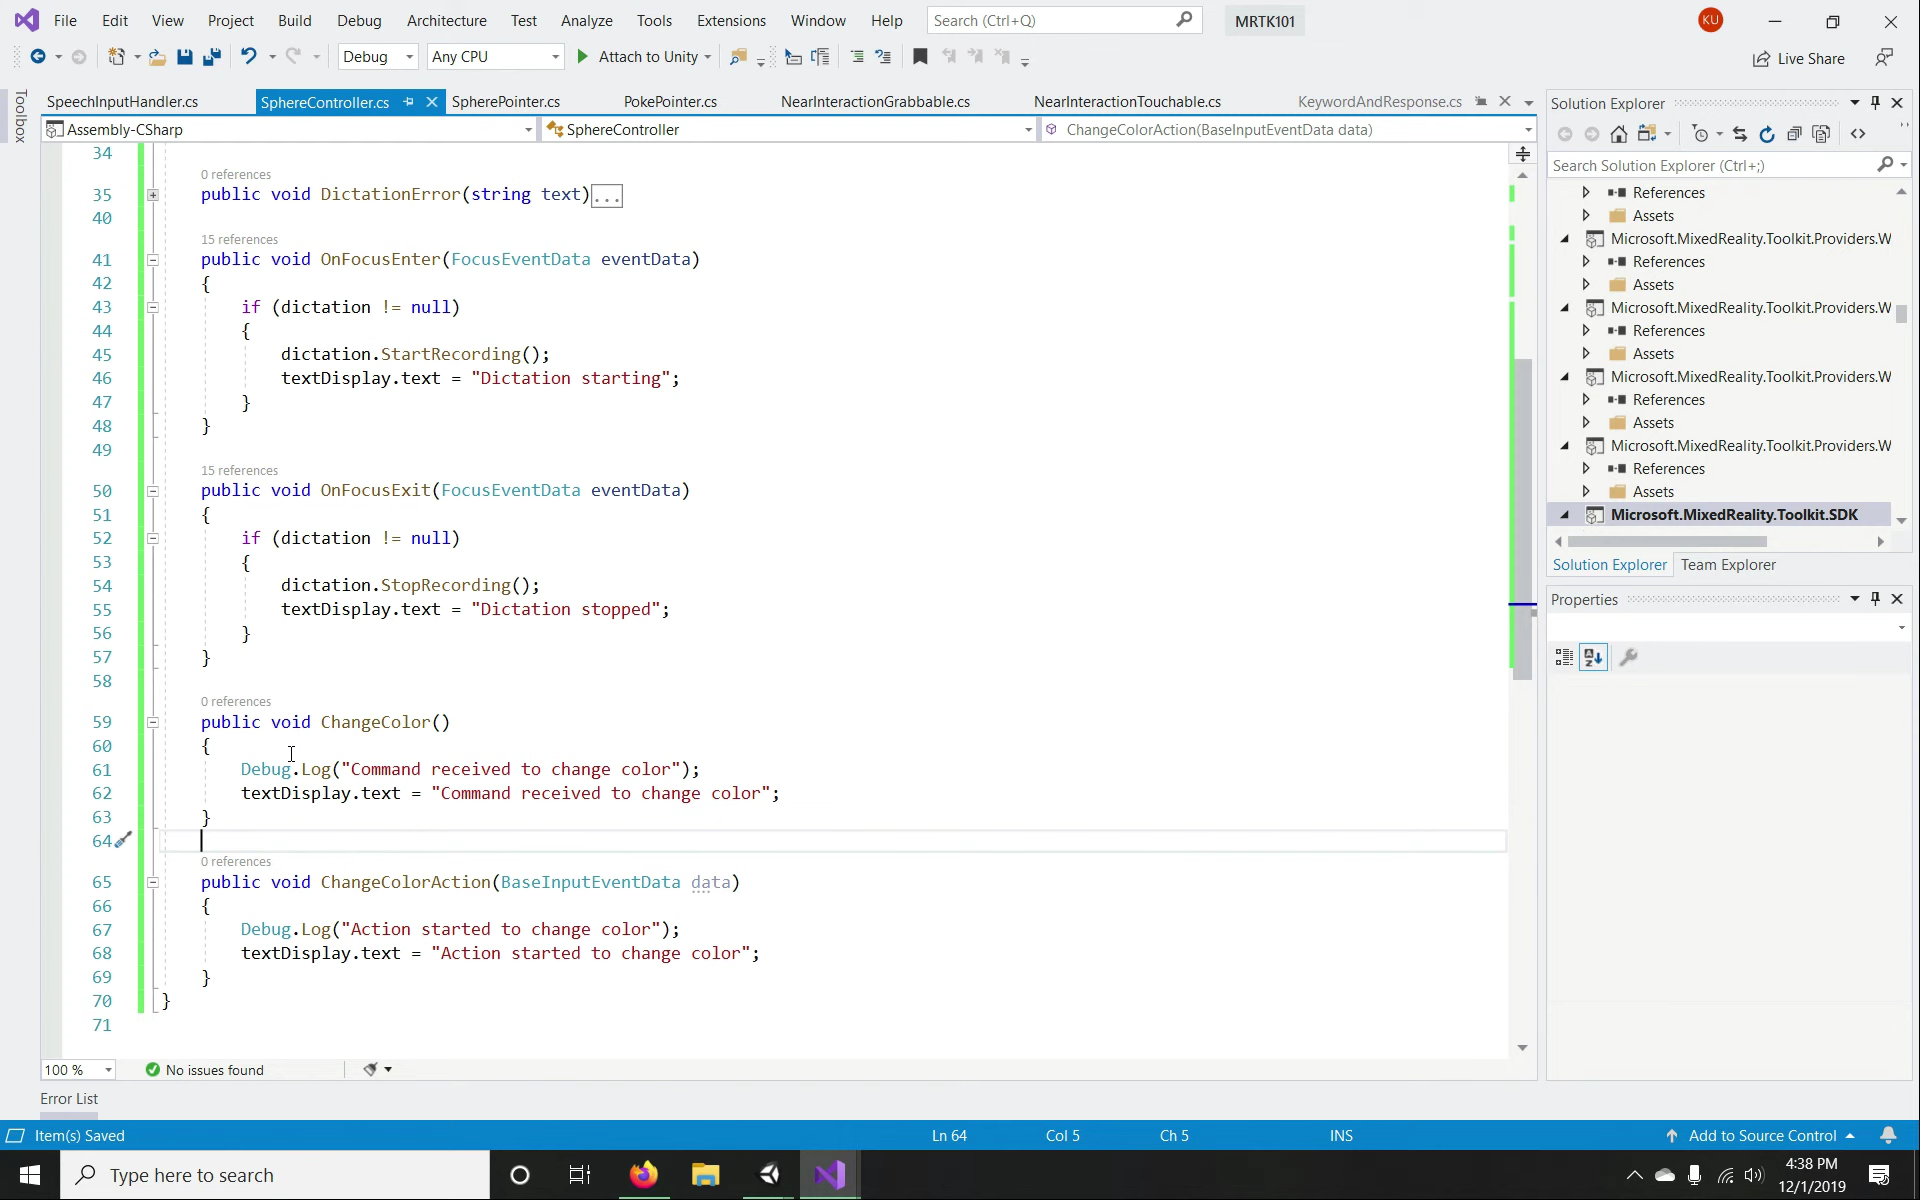 File Edit View Project Build Debug Architecture Test Analyze Tools Extensions Window Help Search (Ctrl+Q) MRTK101 KU
Debug Any CPU Attach to Unity Live Share
Toolbox
SpeechInputHandler.cs SphereController.cs SpherePointer.cs PokePointer.cs NearInteractionGrabbable.cs NearInteractionTouchable.cs KeywordAndResponse.cs
Assembly-CSharp SphereController ChangeColorAction(BaseInputEventData data)
34
0 references
35 public void DictationError(string text)...
40
15 references
41 public void OnFocusEnter(FocusEventData eventData)
42 {
43 if (dictation != null)
44 {
45 dictation.StartRecording();
46 textDisplay.text = "Dictation starting";
47 }
48 }
49
15 references
50 public void OnFocusExit(FocusEventData eventData)
51 {
52 if (dictation != null)
53 {
54 dictation.StopRecording();
55 textDisplay.text = "Dictation stopped";
56 }
57 }
58
0 references
59 public void ChangeColor()
60 {
61 Debug.Log("Command received to change color");
62 textDisplay.text = "Command received to change color";
63 }
64
0 references
65 public void ChangeColorAction(BaseInputEventData data)
66 {
67 Debug.Log("Action started to change color");
68 textDisplay.text = "Action started to change color";
69 }
70 }
71
100 % No issues found
Error List
Solution Explorer
Search Solution Explorer (Ctrl+;)
References
Assets
Microsoft.MixedReality.Toolkit.Providers.W
References
Assets
Microsoft.MixedReality.Toolkit.Providers.W
References
Assets
Microsoft.MixedReality.Toolkit.Providers.W
References
Assets
Microsoft.MixedReality.Toolkit.Providers.W
References
Assets
Microsoft.MixedReality.Toolkit.SDK
Solution Explorer Team Explorer
Properties
Item(s) Saved Ln 64 Col 5 Ch 5 INS Add to Source Control
Type here to search
4:38 PM
12/1/2019